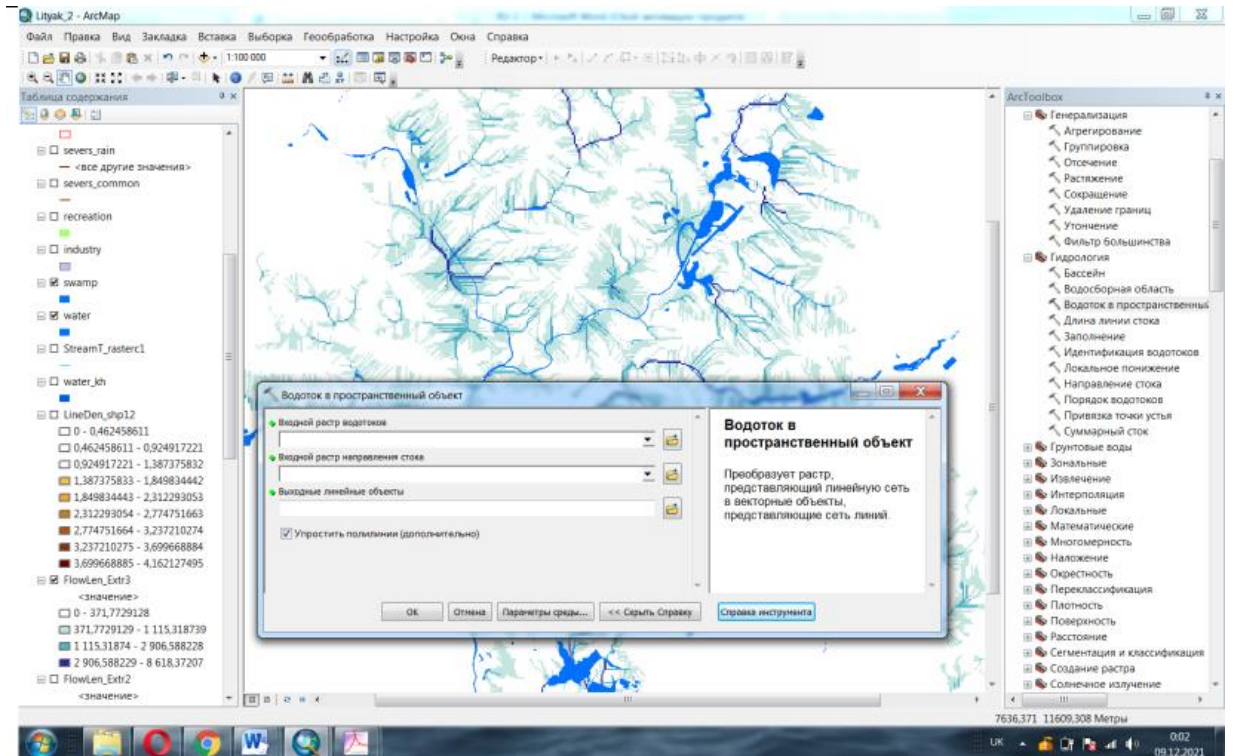 Lityak_2 - ArcMap
Файл Правка Вид Закладка Вставка Выборка Геообработка Настройка Окна Справка
1:100 000
Редактор
Таблица содержания
severs_rain
<все другие значения>
severs_common
recreation
industry
swamp
water
StreamT_rasterc1
water_kh
LineDen_shp12
0 - 0,462458611
0,462458611 - 0,924917221
0,924917221 - 1,387375832
1,387375833 - 1,849834442
1,849834443 - 2,312293053
2,312293054 - 2,774751663
2,774751664 - 3,237210274
3,237210275 - 3,699668884
3,699668885 - 4,162127495
FlowLen_Extr3
<значение>
0 - 371,7729128
371,7729129 - 1 115,318739
1 115,31874 - 2 906,588228
2 906,588229 - 8 618,37207
FlowLen_Extr2
<значение>
Водоток в пространственный объект
Входной растр водотоков
Входной растр направления стока
Выходные линейные объекты
Упростить полилинии (дополнительно)
OK Отмена Параметры среды... << Скрыть Справку Справка инструмента
Водоток в
пространственный объект
Преобразует растр,
представляющий линейную сеть
в векторные объекты,
представляющие сеть линий.
ArcToolbox
Генерализация
Агрегирование
Группировка
Отсечение
Растяжение
Сокращение
Удаление границ
Утончение
Фильтр большинства
Гидрология
Бассейн
Водосборная область
Водоток в пространственный
Длина линии стока
Заполнение
Идентификация водотоков
Локальное понижение
Направление стока
Порядок водотоков
Привязка точки устья
Суммарный сток
Грунтовые воды
Зональные
Извлечение
Интерполяция
Локальные
Математические
Многомерность
Наложение
Окрестность
Переклассификация
Плотность
Поверхность
Расстояние
Сегментация и классификация
Создание растра
Солнечное излучение
7636,371 11609,308 Метры
UK
0:02
09.12.2021